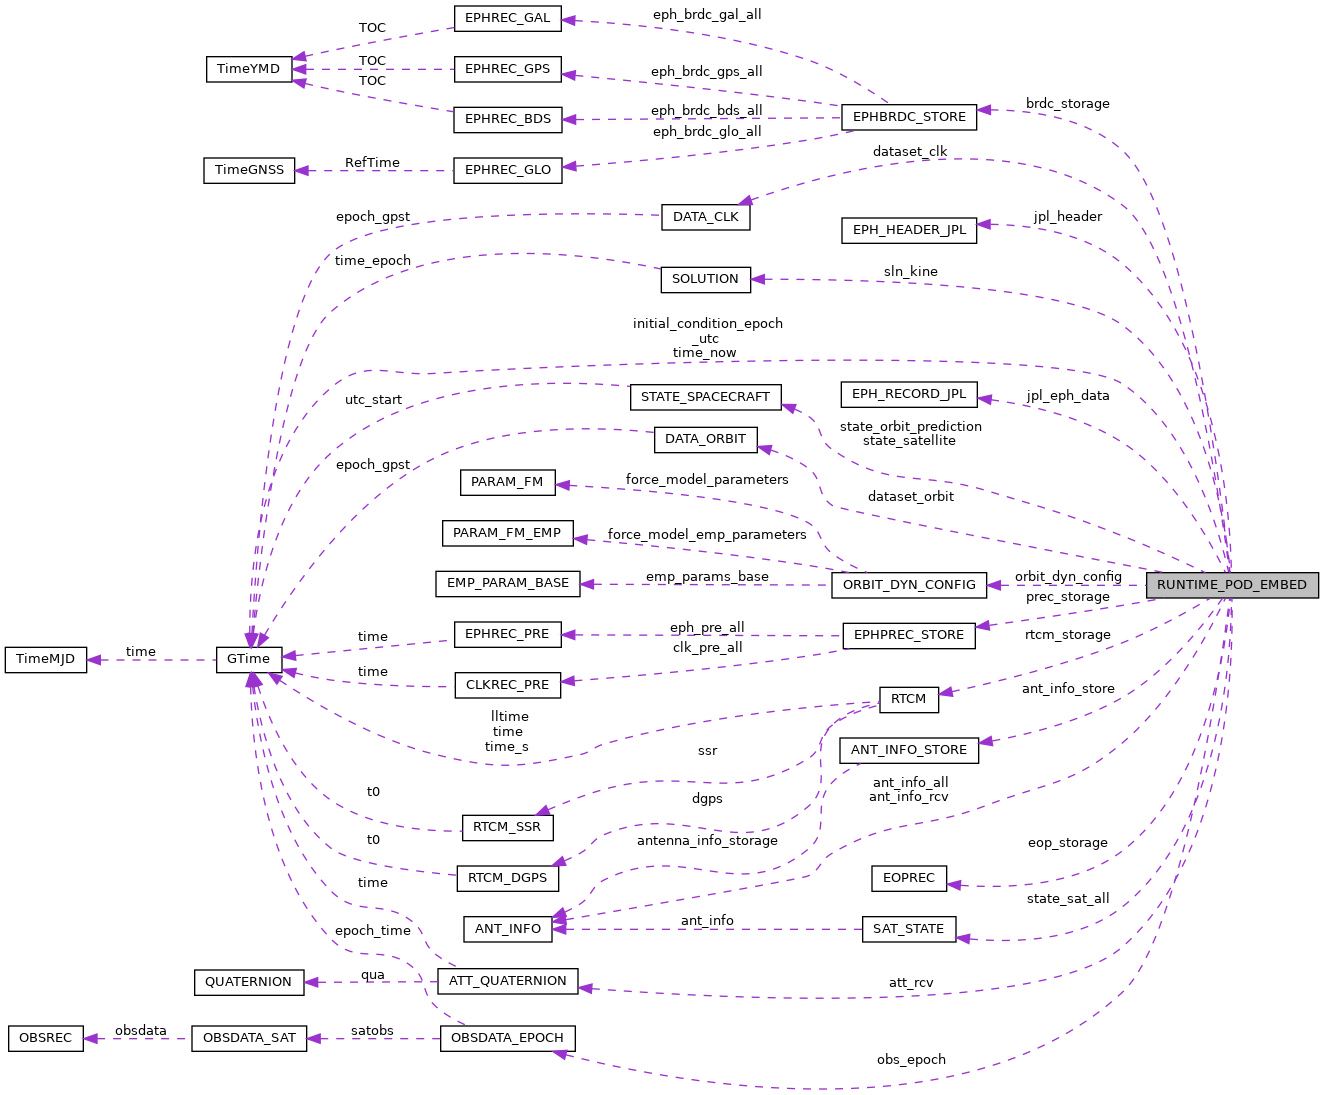 EPHREC_GAL
eph_brdc_gal_all
TOC
TimeYMD
TOC
EPHREC_GPS
eph_brdc_gps_all
TOC
EPHREC_BDS
eph_brdc_bds_all
EPHBRDC_STORE
brdc_storage
eph_brdc_glo_all
TimeGNSS
RefTime
EPHREC_GLO
dataset_clk
epoch_gpst
DATA_CLK
EPH_HEADER_JPL
jpl_header
time_epoch
SOLUTION
sln_kine
initial_condition_epoch
_utc
time_now
utc_start
STATE_SPACECRAFT
EPH_RECORD_JPL
jpl_eph_data
state_orbit_prediction
state_satellite
DATA_ORBIT
epoch_gpst
PARAM_FM
force_model_parameters
dataset_orbit
PARAM_FM_EMP
force_model_emp_parameters
EMP_PARAM_BASE
emp_params_base
ORBIT_DYN_CONFIG
orbit_dyn_config
RUNTIME_POD_EMBED
prec_storage
time
EPHREC_PRE
eph_pre_all
EPHPREC_STORE
rtcm_storage
TimeMJD
time
GTime
clk_pre_all
time
CLKREC_PRE
RTCM
ant_info_store
lltime
time
time_s
ssr
ANT_INFO_STORE
t0
RTCM_SSR
dgps
ant_info_all
ant_info_rcv
t0
antenna_info_storage
eop_storage
time
RTCM_DGPS
EOPREC
state_sat_all
epoch_time
ANT_INFO
ant_info
SAT_STATE
QUATERNION
qua
ATT_QUATERNION
att_rcv
OBSREC
obsdata
OBSDATA_SAT
satobs
OBSDATA_EPOCH
obs_epoch